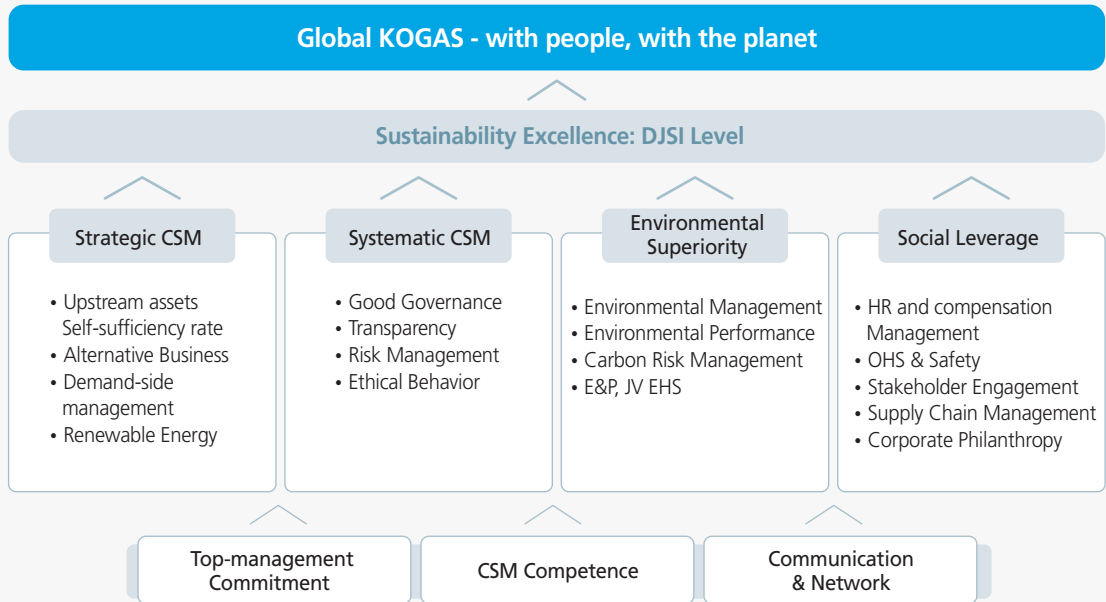 Global KOGAS - with people, with the planet
Sustainability Excellence: DJSI Level
Strategic CSM
• Upstream assets
Self-sufficiency rate
• Alternative Business
• Demand-side
management
• Renewable Energy
Systematic CSM
• Good Governance
• Transparency
• Risk Management
• Ethical Behavior
Environmental
Superiority
• Environmental Management
• Environmental Performance
• Carbon Risk Management
• E&P, JV EHS
Social Leverage
• HR and compensation
Management
• OHS & Safety
• Stakeholder Engagement
• Supply Chain Management
• Corporate Philanthropy
Top-management
Commitment
CSM Competence
Communication
& Network